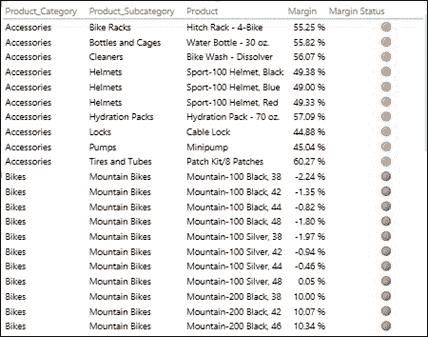 Product_Category Product_Subcategory Product Margin Margin Status
Accessories Bike Racks Hitch Rack - 4-Bike 55.25 %
Accessories Bottles and Cages Water Bottle - 30 oz. 55.82 %
Accessories Cleaners Bike Wash - Dissolver 56.07 %
Accessories Helmets Sport-100 Helmet, Black 49.38 %
Accessories Helmets Sport-100 Helmet, Blue 49.00 %
Accessories Helmets Sport-100 Helmet, Red 49.33 %
Accessories Hydration Packs Hydration Pack - 70 oz. 57.09 %
Accessories Locks Cable Lock 44.88 %
Accessories Pumps Minipump 45.04 %
Accessories Tires and Tubes Patch Kit/8 Patches 60.27 %
Bikes Mountain Bikes Mountain-100 Black, 38 -2.24 %
Bikes Mountain Bikes Mountain-100 Black, 42 -1.35 %
Bikes Mountain Bikes Mountain-100 Black, 44 -0.82 %
Bikes Mountain Bikes Mountain-100 Black, 48 -1.80 %
Bikes Mountain Bikes Mountain-100 Silver, 38 -1.97 %
Bikes Mountain Bikes Mountain-100 Silver, 42 -0.94 %
Bikes Mountain Bikes Mountain-100 Silver, 44 -0.46 %
Bikes Mountain Bikes Mountain-100 Silver, 48 0.05 %
Bikes Mountain Bikes Mountain-200 Black, 38 10.00 %
Bikes Mountain Bikes Mountain-200 Black, 42 10.07 %
Bikes Mountain Bikes Mountain-200 Black, 46 10.34 %